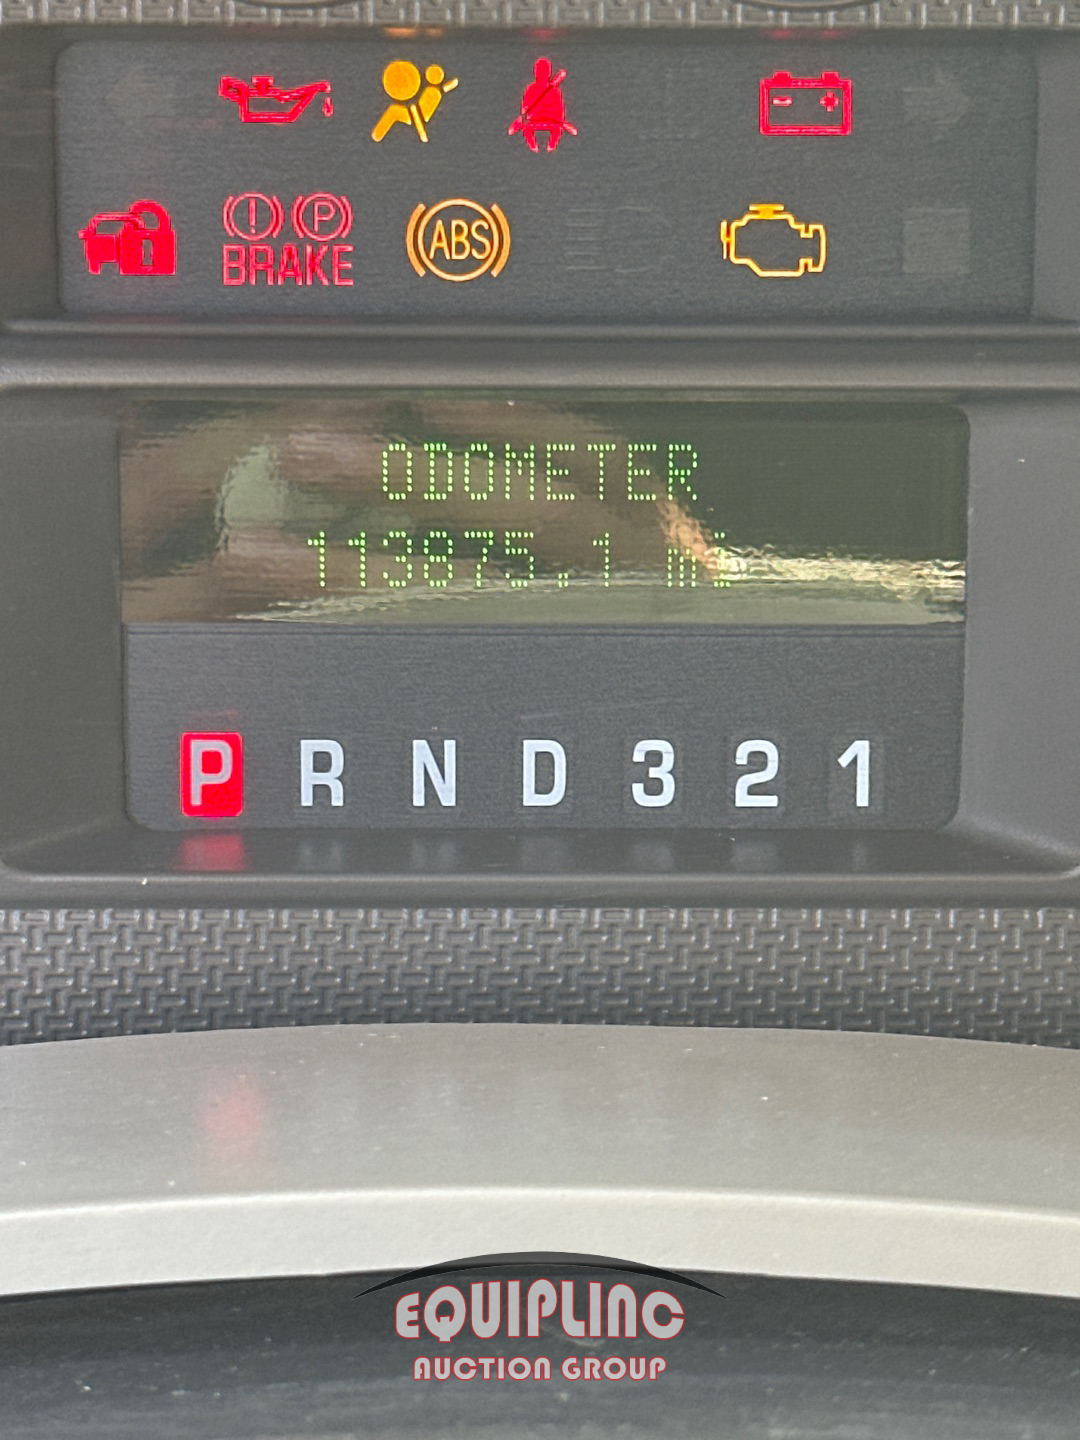 BRAKE
ABS
ODOMETER
113875.1 mi
P R N D 3 2 1
EQUIPLINC
AUCTION GROUP